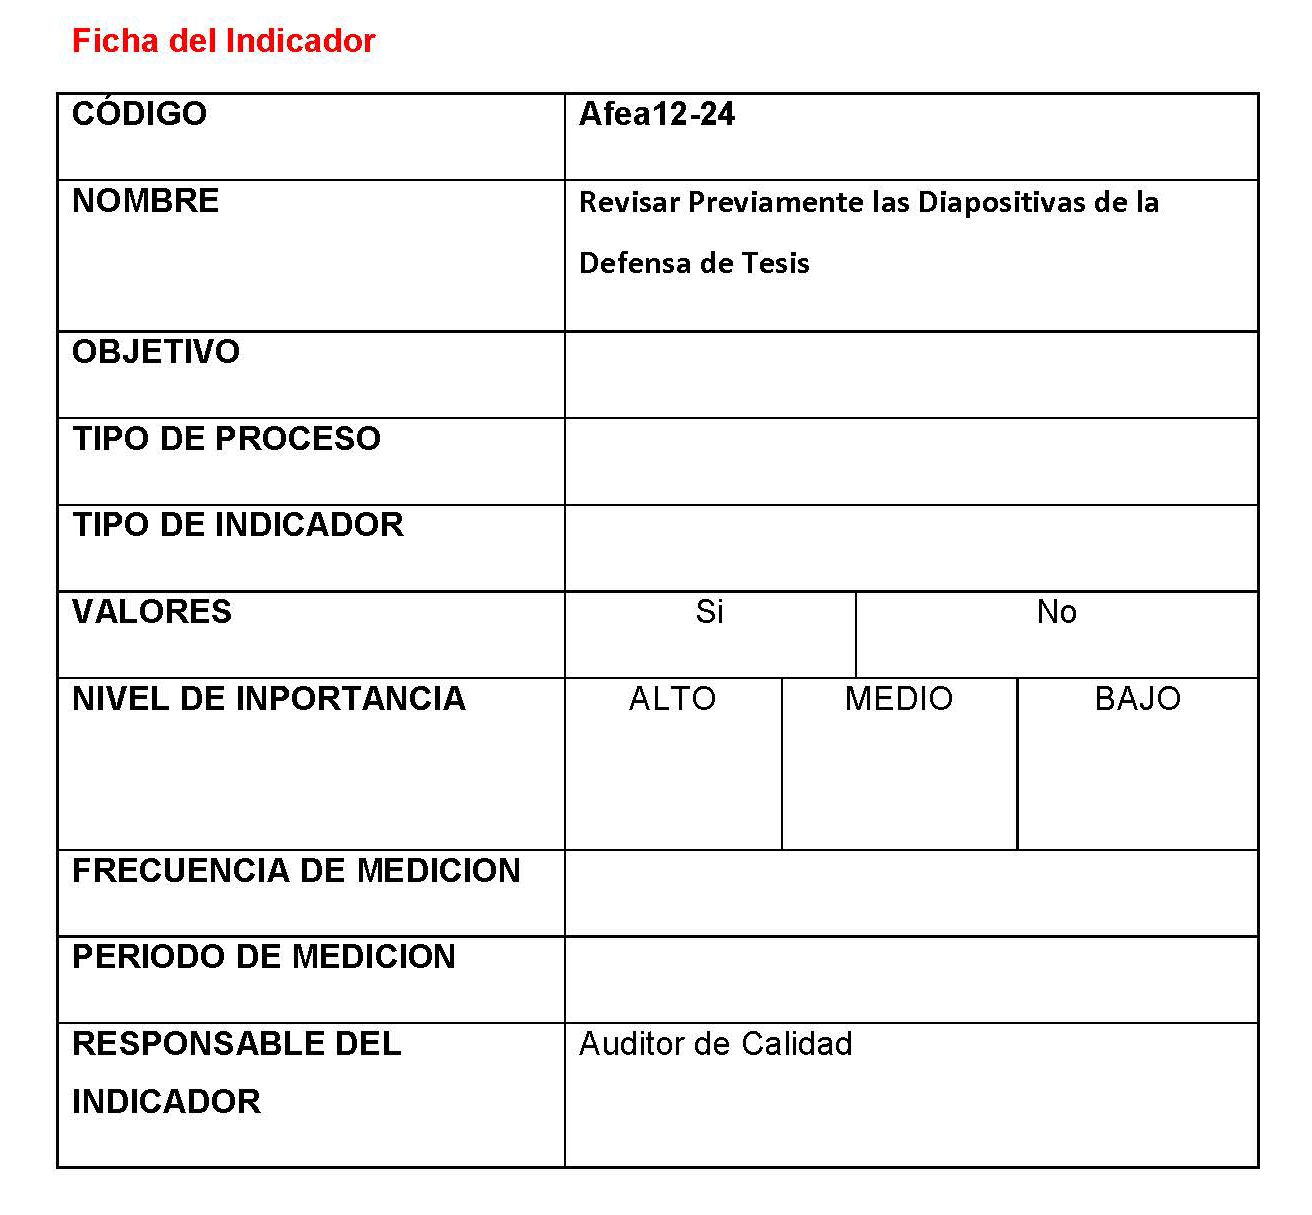 Ficha del Indicador
CÓDIGO Afea12-24
NOMBRE Revisar Previamente las Diapositivas de la
Defensa de Tesis
OBJETIVO
TIPO DE PROCESO
TIPO DE INDICADOR
VALORES Si No
NIVEL DE INPORTANCIA ALTO MEDIO BAJO
FRECUENCIA DE MEDICION
PERIODO DE MEDICION
RESPONSABLE DEL Auditor de Calidad
INDICADOR